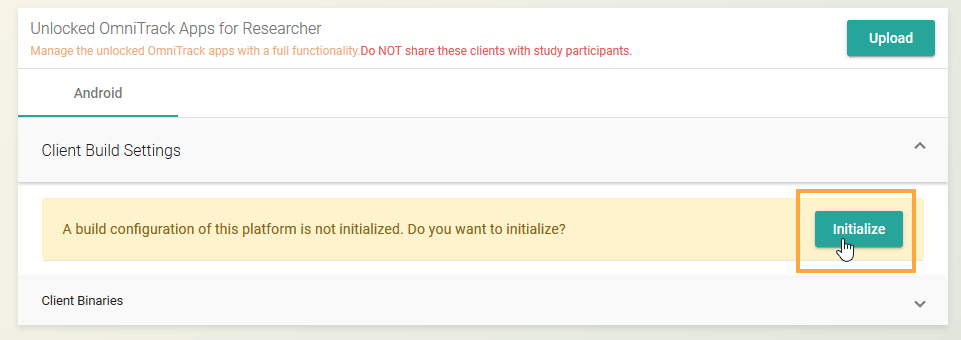 Unlocked OmniTrack Apps for Researcher
Manage the unlocked OmniTrack apps with a full functionality.Do NOT share these clients with study participants.
Upload
Android
Client Build Settings
A build configuration of this platform is not initialized. Do you want to initialize?
Initialize
Client Binaries